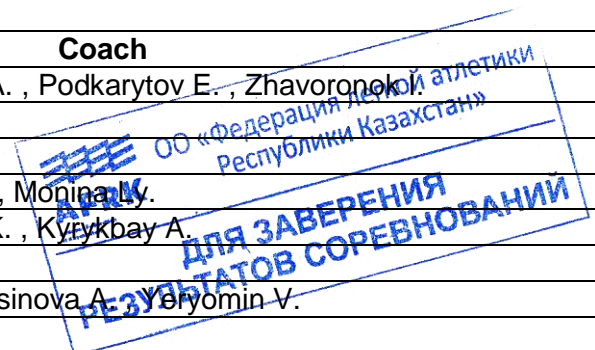 Coach
A. , Podkarytov E. , Zhavoronok I.
ОО «Федерация легкой атлетики
Республики Казахстан»
, Monina Ly.
K. , Kyrykbay A.
ДЛЯ ЗАВЕРЕНИЯ
РЕЗУЛЬТАТОВ СОРЕВНОВАНИЙ
sinova A. , Yeryomin V.